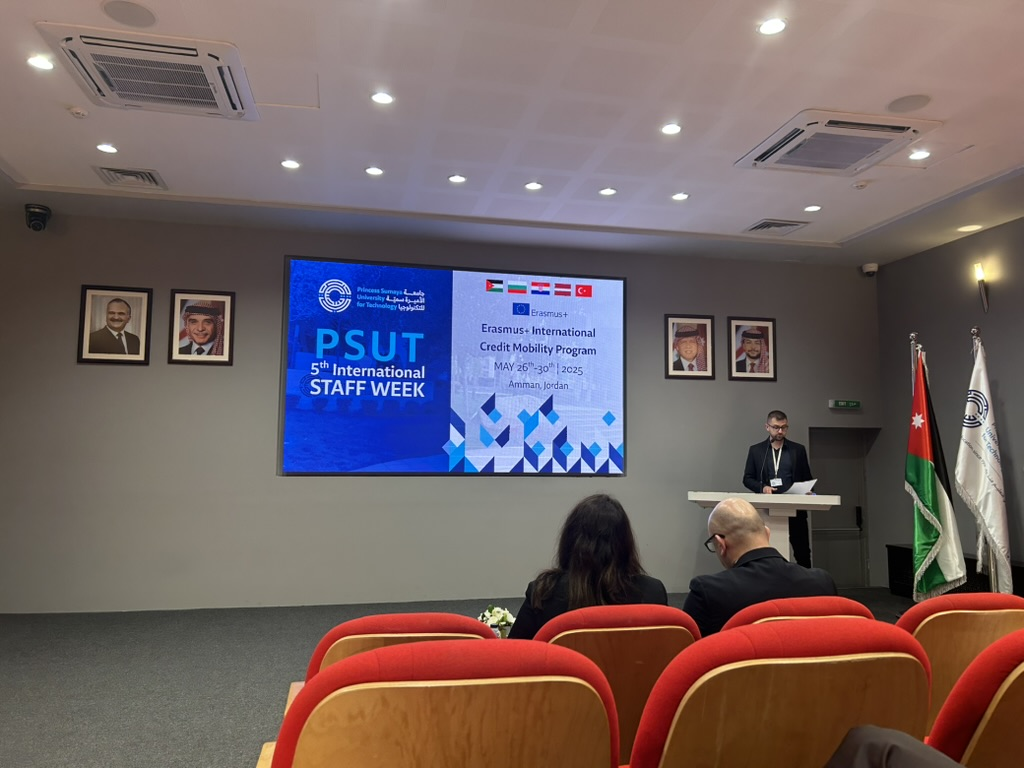 Princess Sumaya
University
for Technology
جامعة
الأميرة سميّة
للتكنولوجيا
PSUT
5th International
STAFF WEEK
Erasmus+
Erasmus+ International
Credit Mobility Program
MAY 26th-30th | 2025
Amman, Jordan